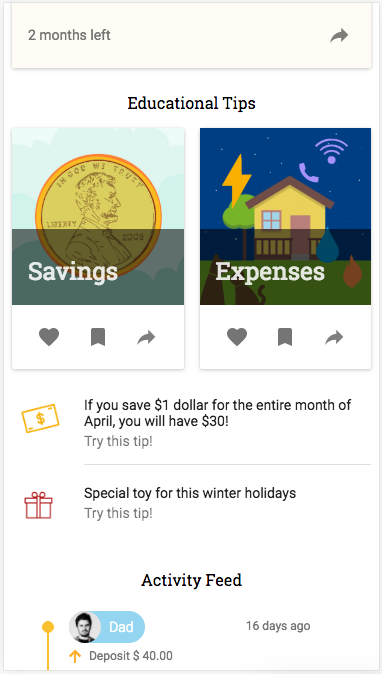 2 months left
Educational Tips
IN GOD WE TRUST
LIBERTY
2005
Savings
Expenses
$
If you save $1 dollar for the entire month of
April, you will have $30!
Try this tip!
Special toy for this winter holidays
Try this tip!
Activity Feed
Dad
16 days ago
Deposit $ 40.00